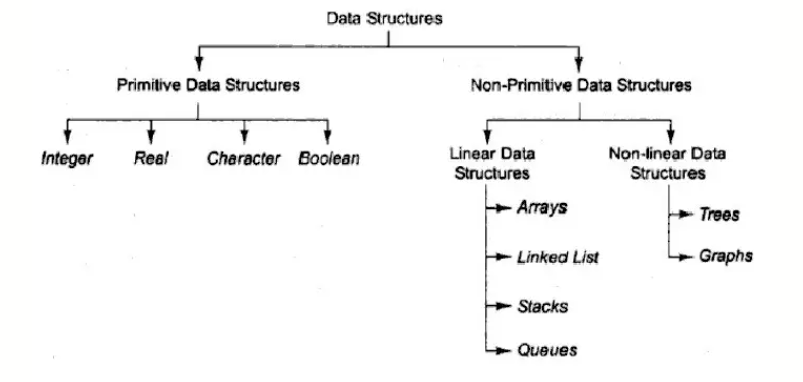 Data Structures
Primitive Data Structures
Non-Primitive Data Structures
Integer
Real
Character
Boolean
Linear Data
Structures
Non-linear Data
Structures
Arrays
Linked List
Stacks
Queues
Trees
Graphs